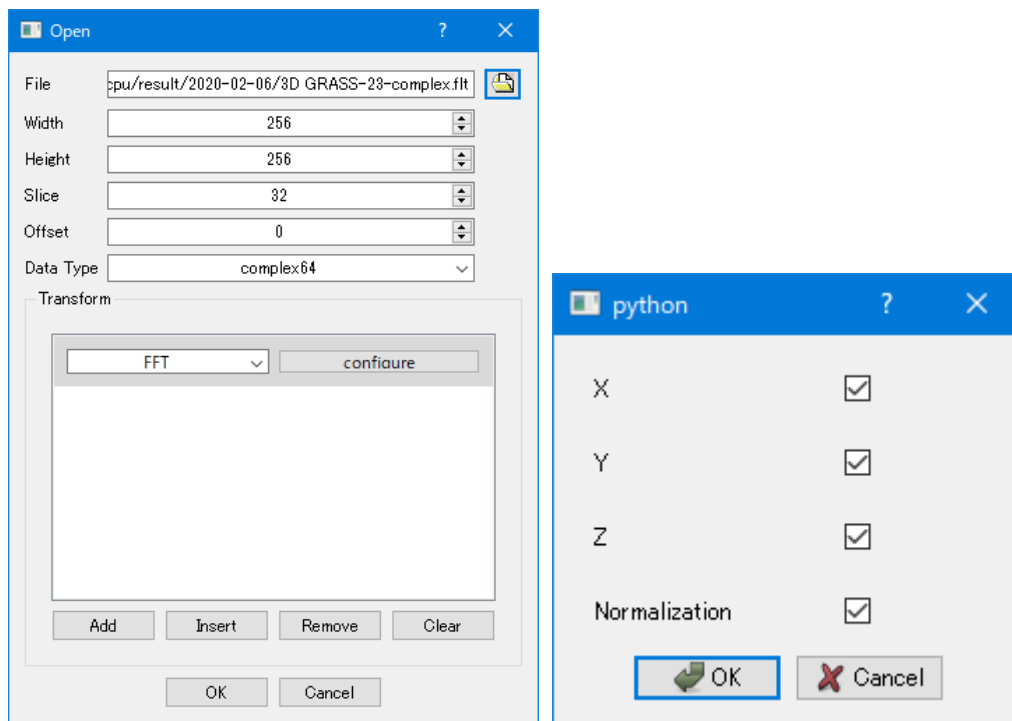 Open
?
File
cpu/result/2020-02-06/3D GRASS-23-complex.flt
Width
256
Height
256
Slice
32
Offset
0
Data Type
complex64
Transform
FFT
configure
Add
Insert
Remove
Clear
OK
Cancel
python
?
X
Y
Z
Normalization
OK
Cancel